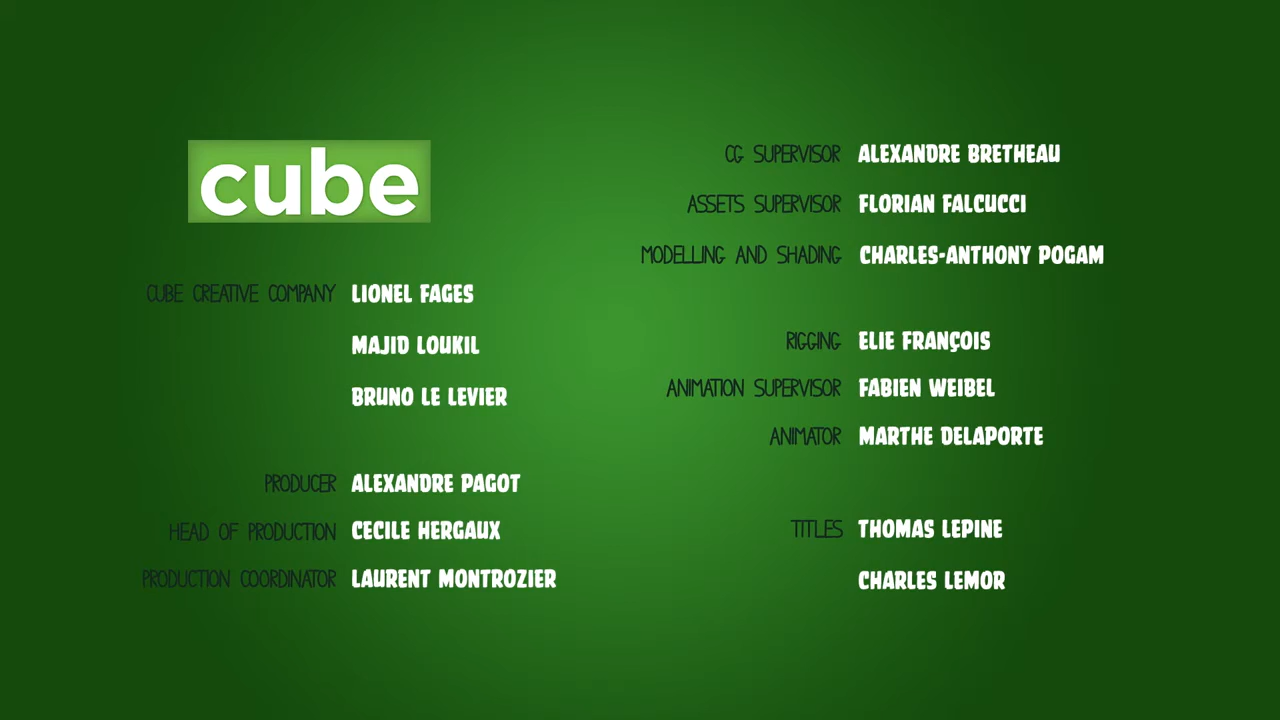 cube
CUBE CREATIVE COMPANY LIONEL FAGES
MAJID LOUKIL
BRUNO LE LEVIER
PRODUCER ALEXANDRE PAGOT
HEAD OF PRODUCTION CECILE HERGAUX
PRODUCTION COORDINATOR LAURENT MONTROZIER
CG SUPERVISOR ALEXANDRE BRETHEAU
ASSETS SUPERVISOR FLORIAN FALCUCCI
MODELLING AND SHADING CHARLES-ANTHONY POGAM
RIGGING ELIE FRANÇOIS
ANIMATION SUPERVISOR FABIEN WEIBEL
ANIMATOR MARTHE DELAPORTE
TITLES THOMAS LEPINE
CHARLES LEMOR